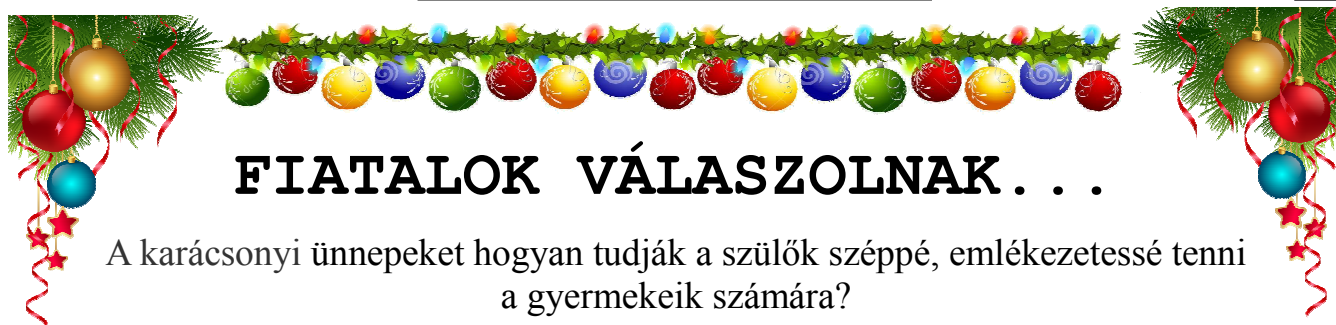 FIATALOK VÁLASZOLNAK...
A karácsonyi ünnepeket hogyan tudják a szülők széppé, emlékezetessé tenni
a gyermekeik számára?